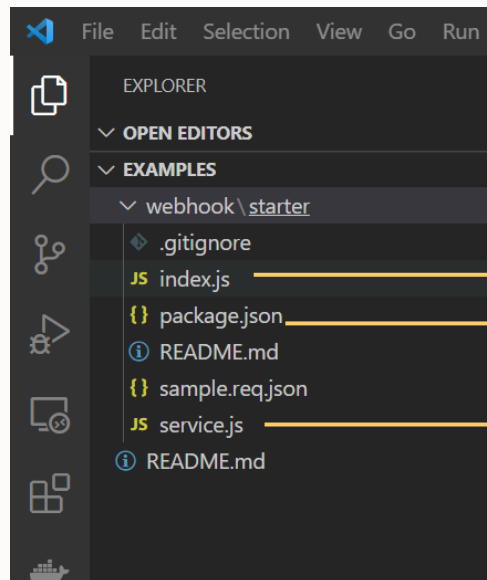 File Edit Selection View Go Run
EXPLORER
OPEN EDITORS
EXAMPLES
webhook\starter
.gitignore
JS index.js
{} package.json
README.md
{} sample.req.json
JS service.js
README.md